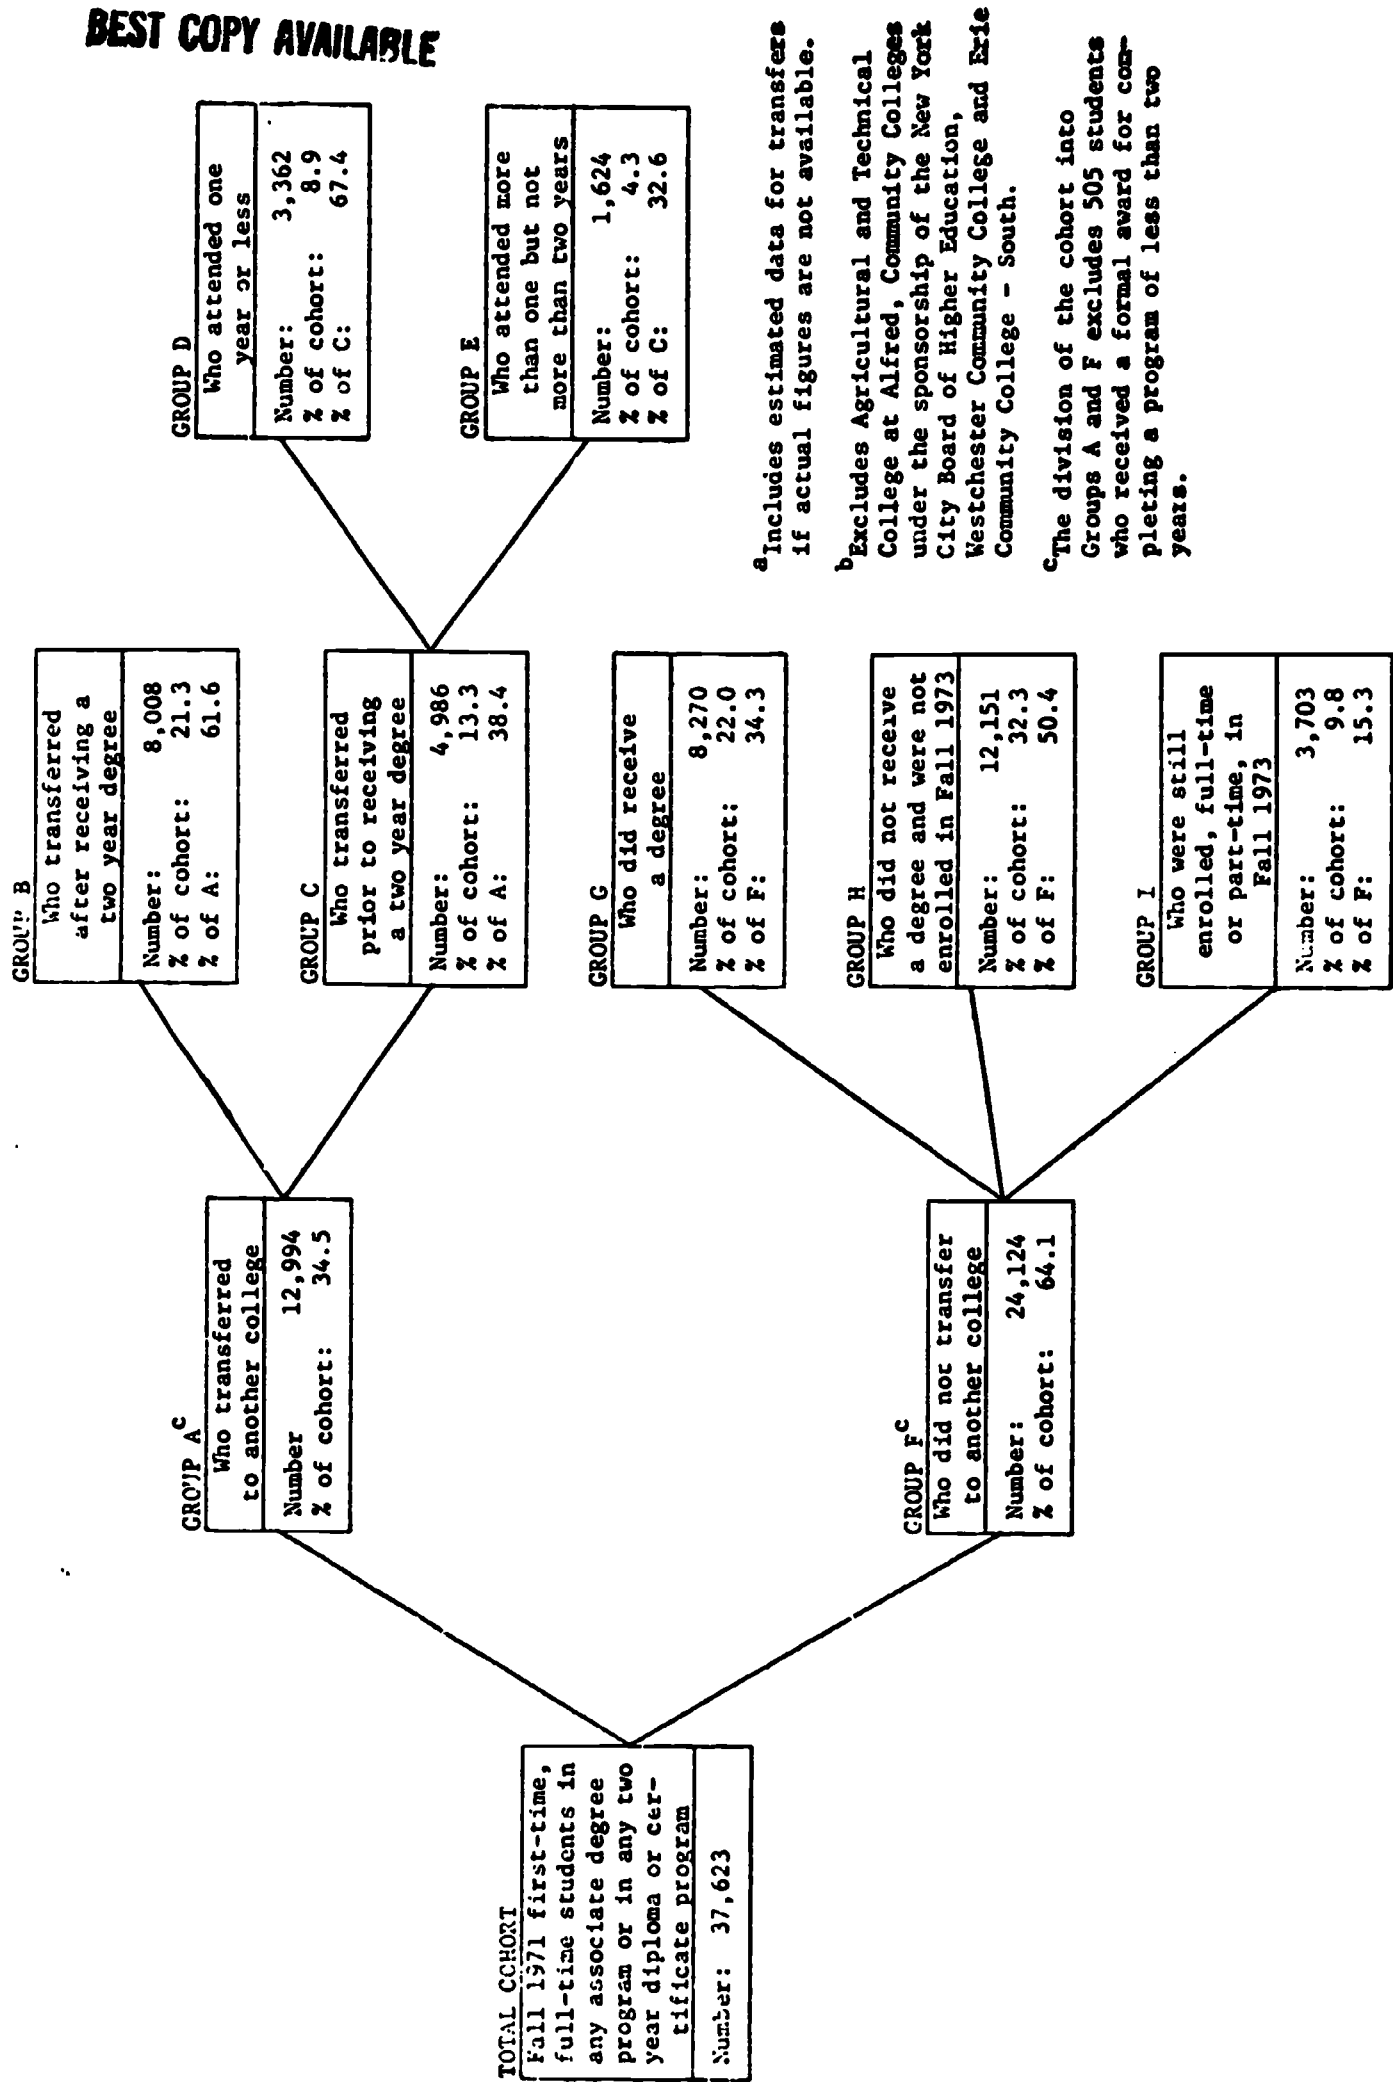 BEST COPY AVAILABLE
TOTAL COHORT
Fall 1971 first-time,
full-time students in
any associate degree
program or in any two
year diploma or cer-
tificate program
Number: 37,623
GROUP Aᶜ
Who transferred
to another college
Number 12,994
% of cohort: 34.5
GROUP Fᶜ
Who did not transfer
to another college
Number: 24,124
% of cohort: 64.1
GROUP B
Who transferred
after receiving a
two year degree
Number: 8,008
% of cohort: 21.3
% of A: 61.6
GROUP C
Who transferred
prior to receiving
a two year degree
Number: 4,986
% of cohort: 13.3
% of A: 38.4
GROUP G
Who did receive
a degree
Number: 8,270
% of cohort: 22.0
% of F: 34.3
GROUP H
Who did not receive
a degree and were not
enrolled in Fall 1973
Number: 12,151
% of cohort: 32.3
% of F: 50.4
GROUP I
Who were still
enrolled, full-time
or part-time, in
Fall 1973
Number: 3,703
% of cohort: 9.8
% of F: 15.3
GROUP D
Who attended one
year or less
Number: 3,362
% of cohort: 8.9
% of C: 67.4
GROUP E
Who attended more
than one but not
more than two years
Number: 1,624
% of cohort: 4.3
% of C: 32.6
ᵃIncludes estimated data for transfers
if actual figures are not available.
ᵇExcludes Agricultural and Technical
College at Alfred, Community Colleges
under the sponsorship of the New York
City Board of Higher Education,
Westchester Community College and Erie
Community College - South.
ᶜThe division of the cohort into
Groups A and F excludes 505 students
who received a formal award for com-
pleting a program of less than two
years.